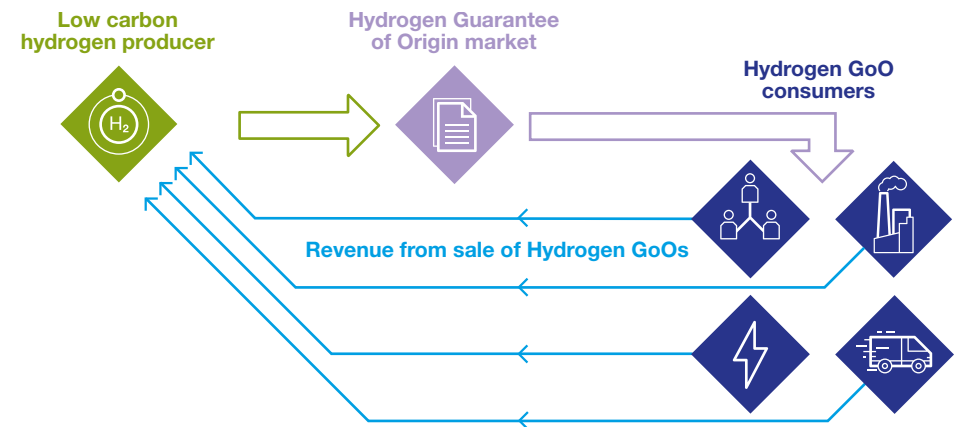 Low carbon
hydrogen producer
Hydrogen Guarantee
of Origin market
Hydrogen GoO
consumers
H₂
Revenue from sale of Hydrogen GoOs